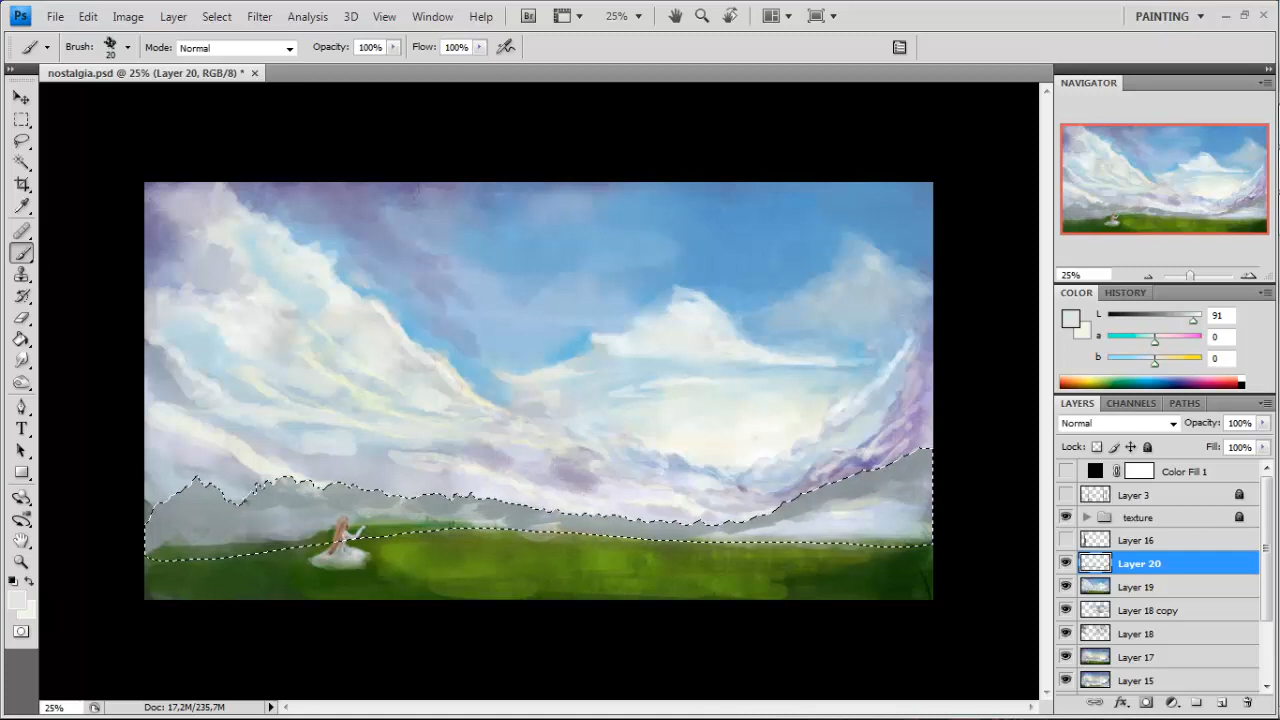 Ps File Edit Image Layer Select Filter Analysis 3D View Window Help Br 25% PAINTING
Brush: 20 Mode: Normal Opacity: 100% Flow: 100%
nostalgia.psd @ 25% (Layer 20, RGB/8) *
NAVIGATOR
25%
COLOR HISTORY
L 91
a 0
b 0
LAYERS CHANNELS PATHS
Normal Opacity: 100%
Lock: Fill: 100%
Color Fill 1
Layer 3
texture
Layer 16
Layer 20
Layer 19
Layer 18 copy
Layer 18
Layer 17
Layer 15
T
25% Doc: 17,2M/235,7M
fx